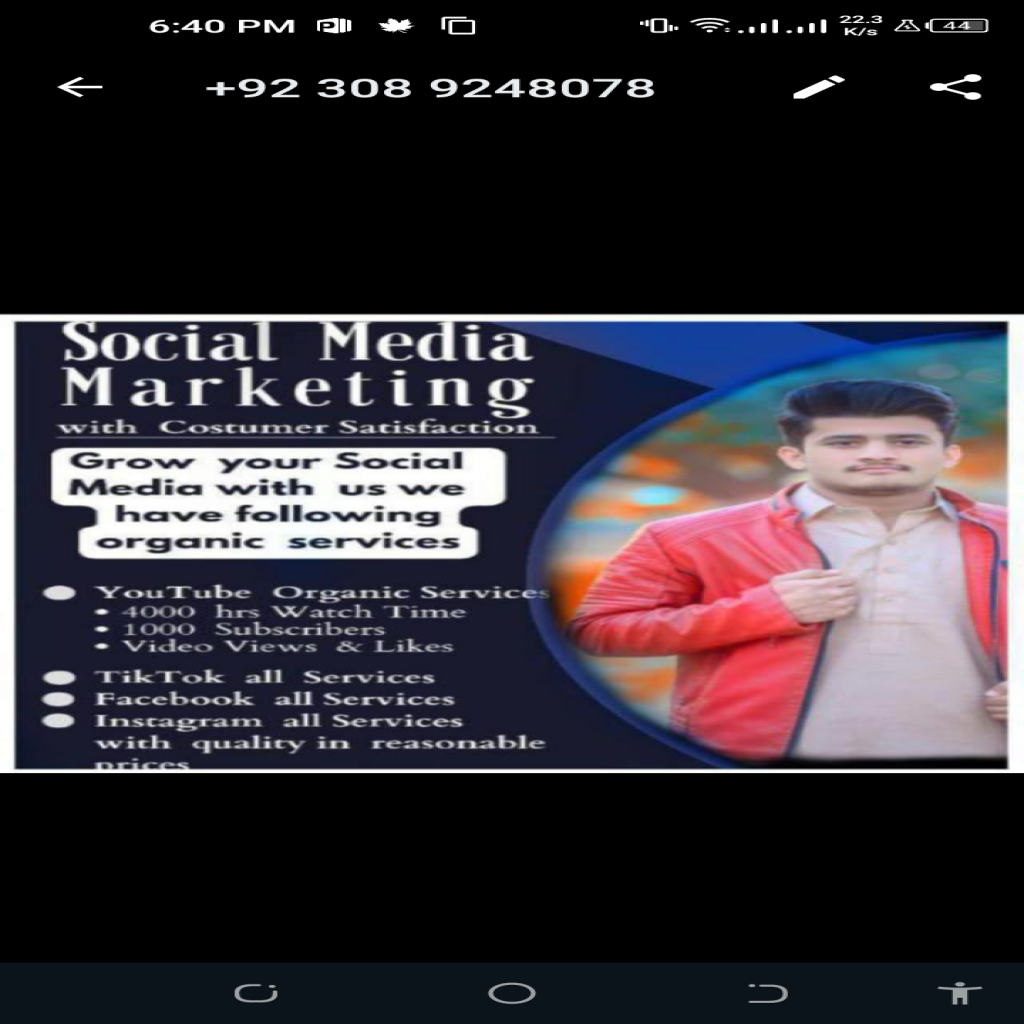 6:40 PM
22.3 K/s
44
+92 308 9248078
Social Media
Marketing
with Costumer Satisfaction
Grow your Social
Media with us we
have following
organic services
YouTube Organic Services
• 4000 hrs Watch Time
• 1000 Subscribers
• Video Views & Likes
TikTok all Services
Facebook all Services
Instagram all Services
with quality in reasonable
prices